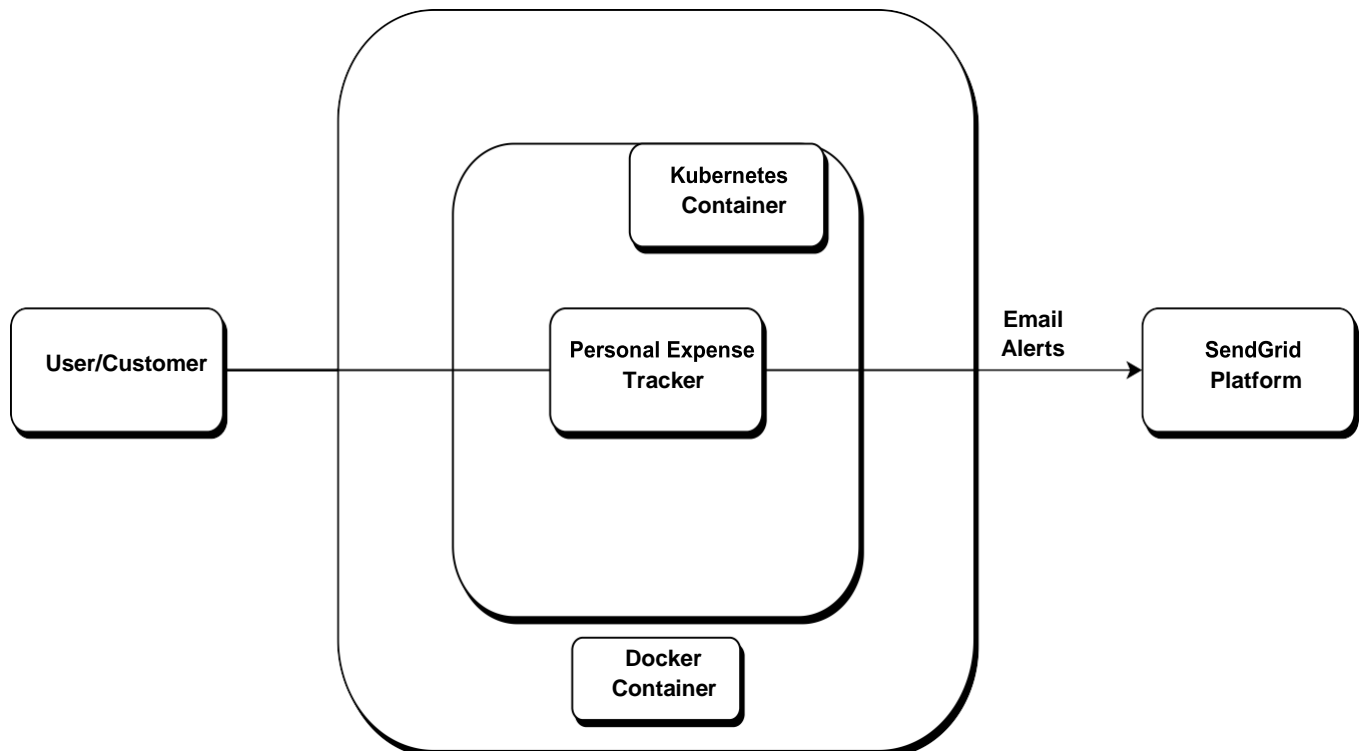 Kubernetes
Container
User/Customer
Personal Expense
Tracker
Email
Alerts
SendGrid
Platform
Docker
Container